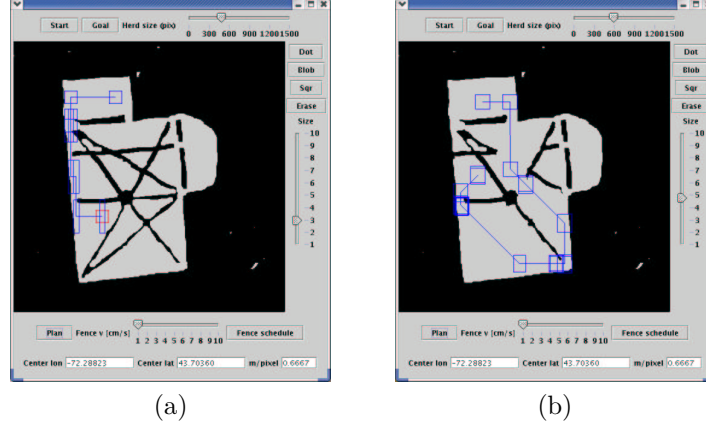 Start Goal Herd size (pix)
0 300 600 900 1200 1500
Dot
Blob
Sqr
Erase
Size
10
9
8
7
6
5
4
3
2
1
Plan Fence v [cm/s] Fence schedule
1 2 3 4 5 6 7 8 9 10
Center lon -72.28823 Center lat 43.70360 m/pixel 0.6667
(a)
Start Goal Herd size (pix)
0 300 600 900 1200 1500
Dot
Blob
Sqr
Erase
Size
10
9
8
7
6
5
4
3
2
1
Plan Fence v [cm/s] Fence schedule
1 2 3 4 5 6 7 8 9 10
Center lon -72.28823 Center lat 43.70360 m/pixel 0.6667
(b)